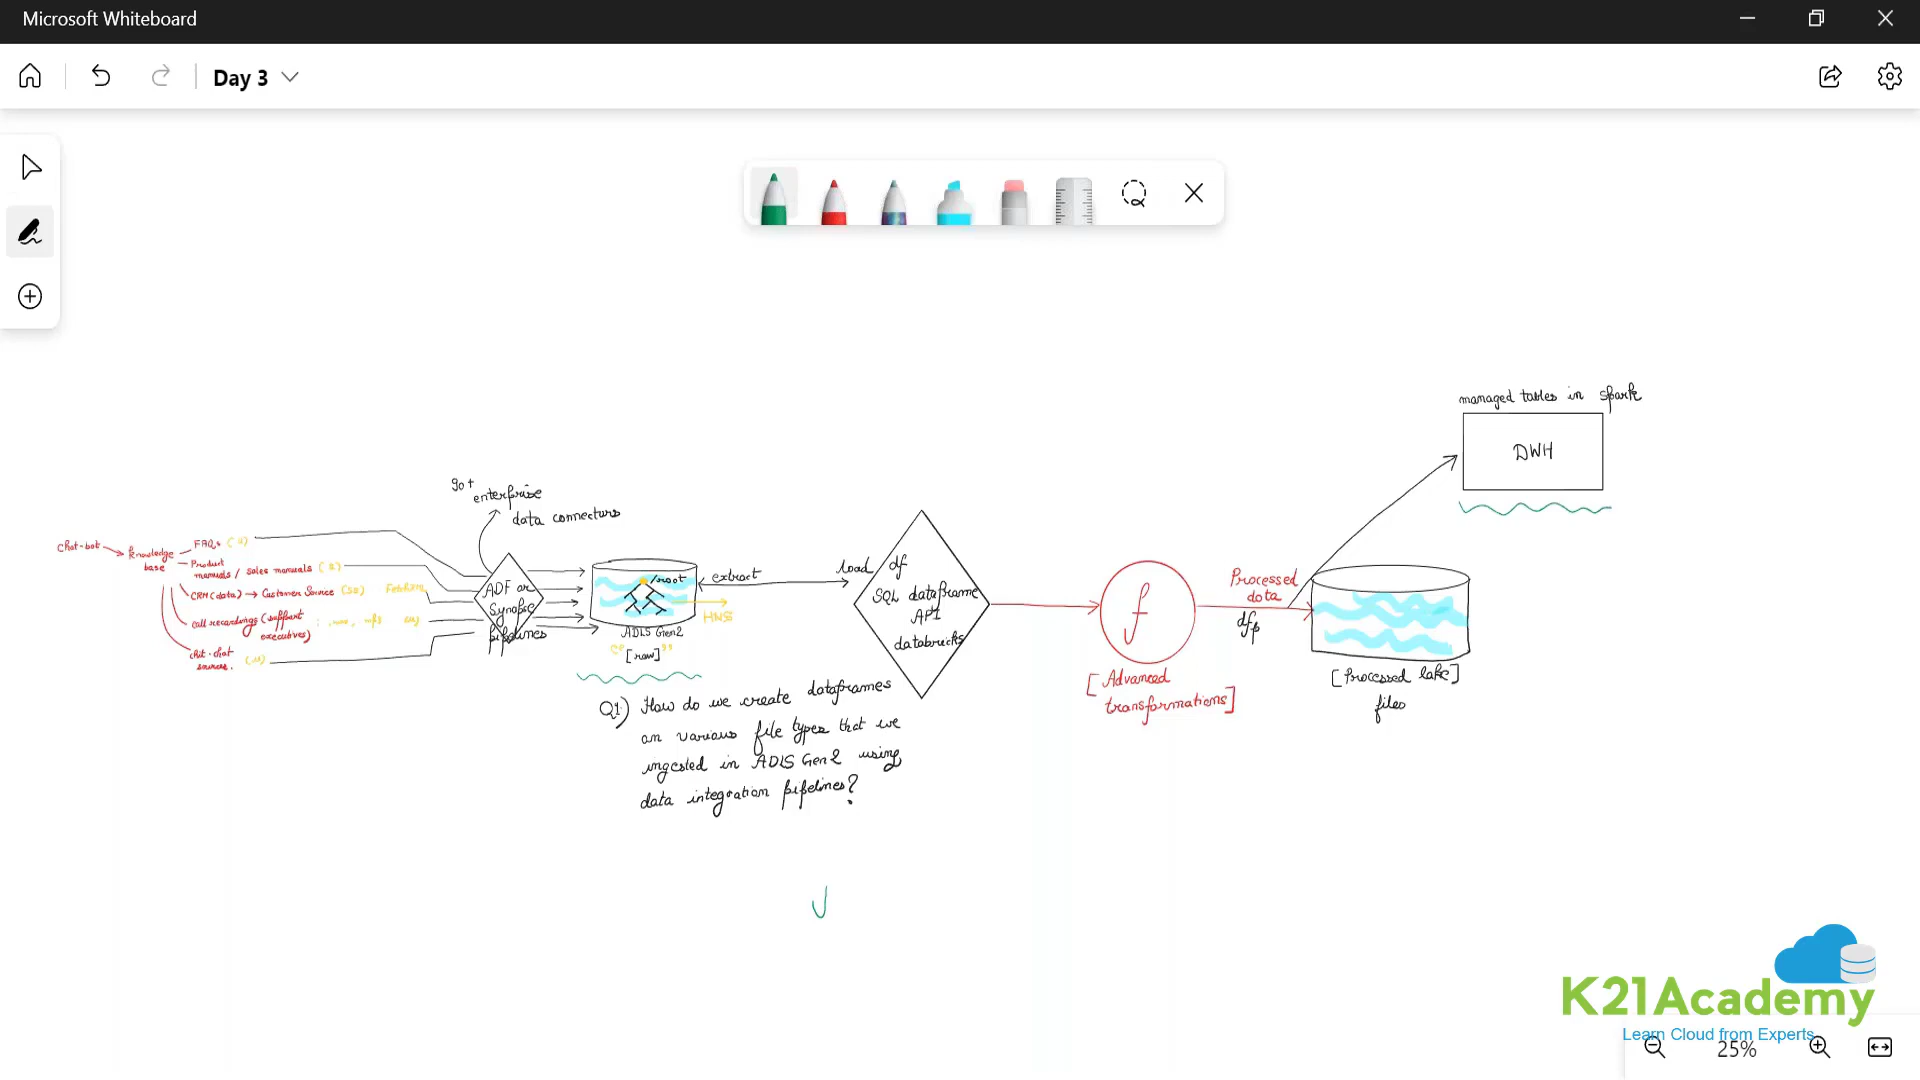 Microsoft Whiteboard
Day 3
managed tables in spark
DWH
90+
enterprise
data connectors
Chat-bot
knowledge
base
FAQs (U)
Product
manuals / sales manuals (U)
CRM (data) → Customer Service (SD)
call recordings (support
executives)
chit-chat
sources.
(U)
ADF or
Synapse
pipelines
/root
HNS
ADLS Gen2
[raw]
extract
load
df
SQL dataframe
API
databricks
f
[Advanced
transformations]
Processed
data
dfp
[Processed lake]
files
Q1:) How do we create dataframes
on various file types that we
ingested in ADLS Gen2 using
data integration pipelines?
K21Academy
Learn Cloud from Experts
25%